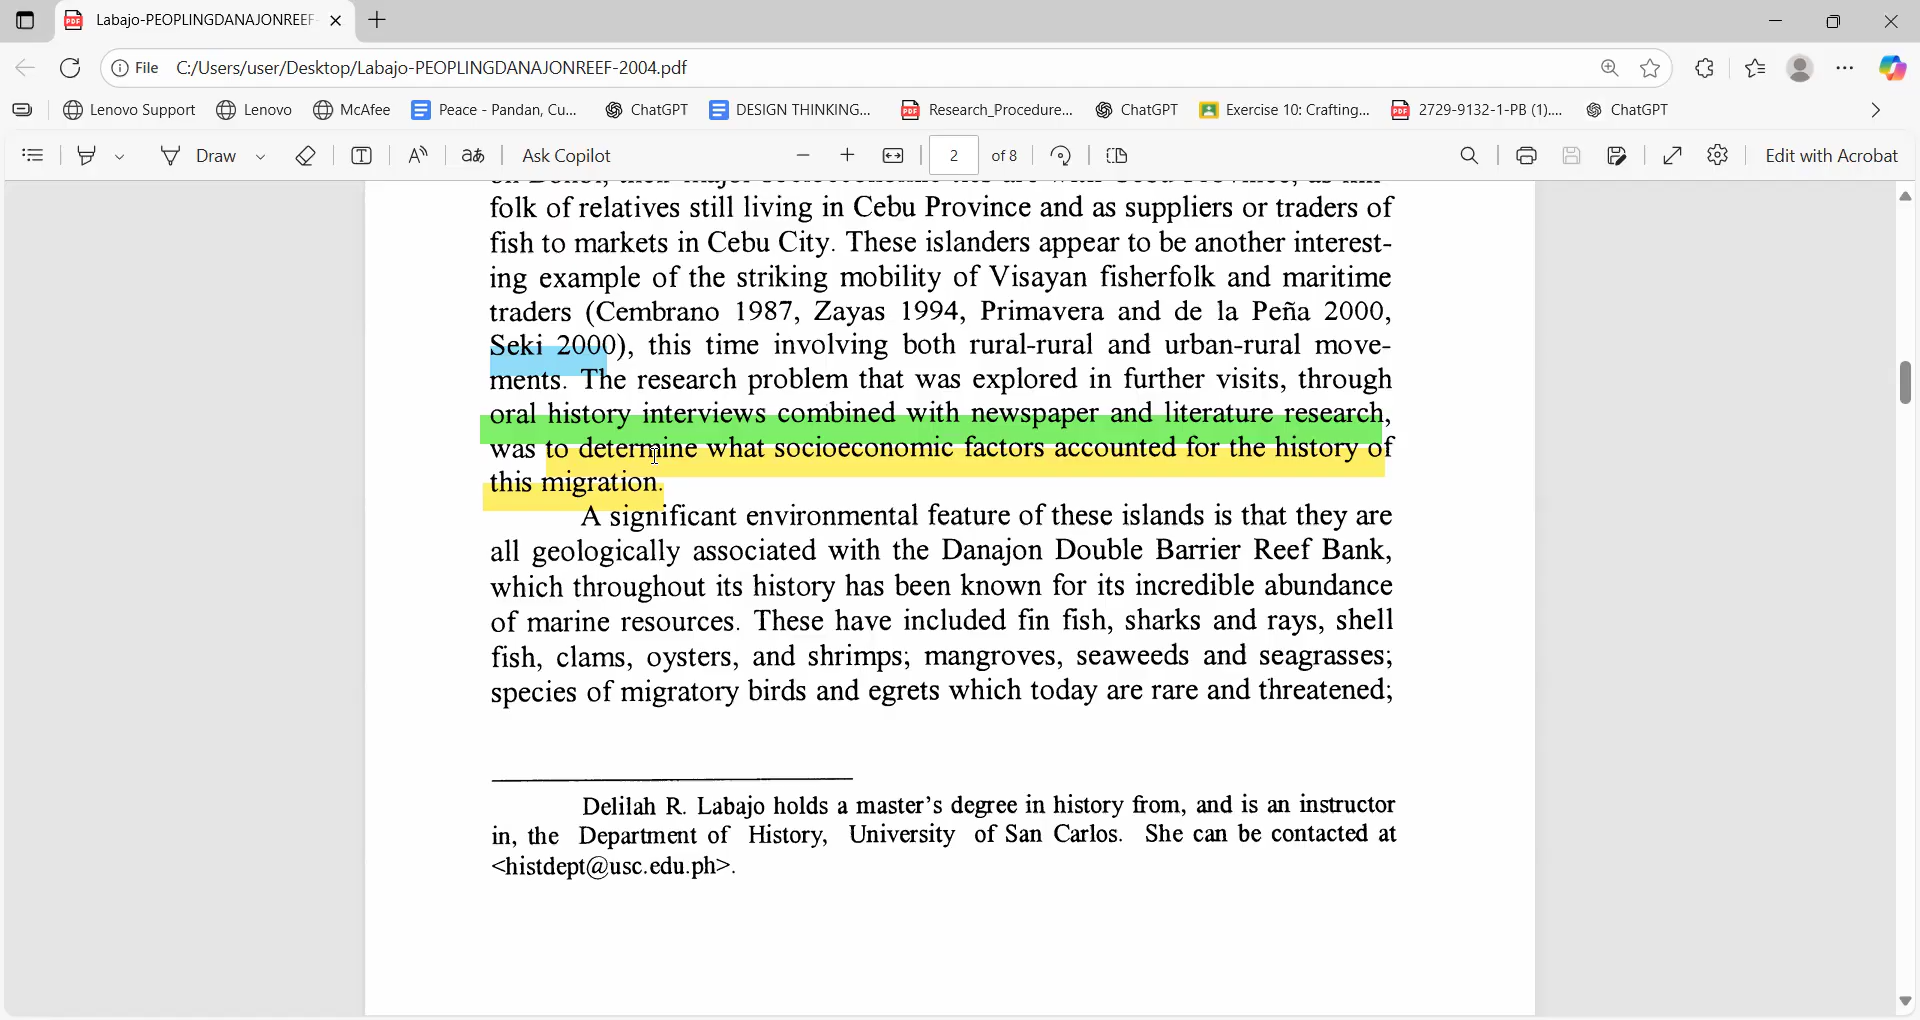 Labajo-PEOPLINGDANAJONREEF-
File C:/Users/user/Desktop/Labajo-PEOPLINGDANAJONREEF-2004.pdf
Lenovo Support Lenovo McAfee Peace - Pandan, Cu... ChatGPT DESIGN THINKING... Research_Procedure... ChatGPT Exercise 10: Crafting... 2729-9132-1-PB (1).... ChatGPT
Draw Ask Copilot 2 of 8 Edit with Acrobat
folk of relatives still living in Cebu Province and as suppliers or traders of
fish to markets in Cebu City. These islanders appear to be another interest-
ing example of the striking mobility of Visayan fisherfolk and maritime
traders (Cembrano 1987, Zayas 1994, Primavera and de la Peña 2000,
Seki 2000), this time involving both rural-rural and urban-rural move-
ments. The research problem that was explored in further visits, through
oral history interviews combined with newspaper and literature research,
was to determine what socioeconomic factors accounted for the history of
this migration.
A significant environmental feature of these islands is that they are
all geologically associated with the Danajon Double Barrier Reef Bank,
which throughout its history has been known for its incredible abundance
of marine resources. These have included fin fish, sharks and rays, shell
fish, clams, oysters, and shrimps; mangroves, seaweeds and seagrasses;
species of migratory birds and egrets which today are rare and threatened;
Delilah R. Labajo holds a master's degree in history from, and is an instructor
in, the Department of History, University of San Carlos. She can be contacted at
<histdept@usc.edu.ph>.